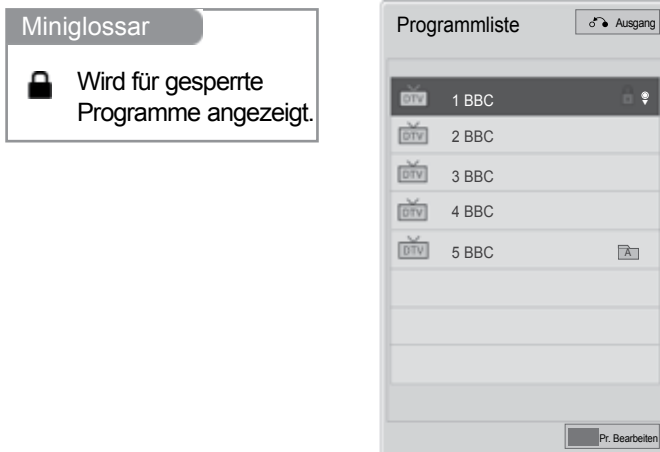 Miniglossar
Wird für gesperrte
Programme angezeigt.
Programmliste
Ausgang
DTV 1 BBC
DTV 2 BBC
DTV 3 BBC
DTV 4 BBC
DTV 5 BBC A
Pr. Bearbeiten